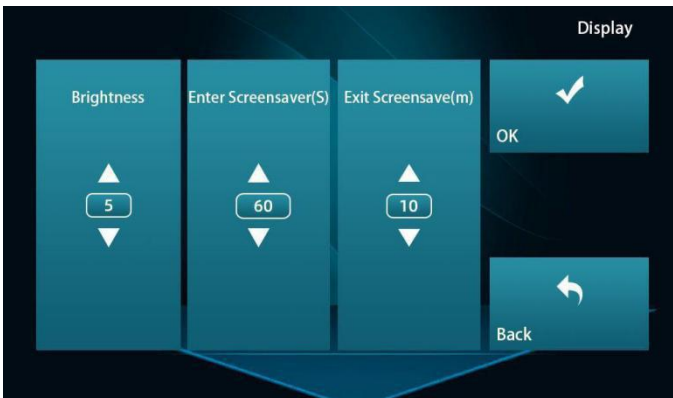 Display
Brightness
5
Enter Screensaver(S)
60
Exit Screensave(m)
10
OK
Back